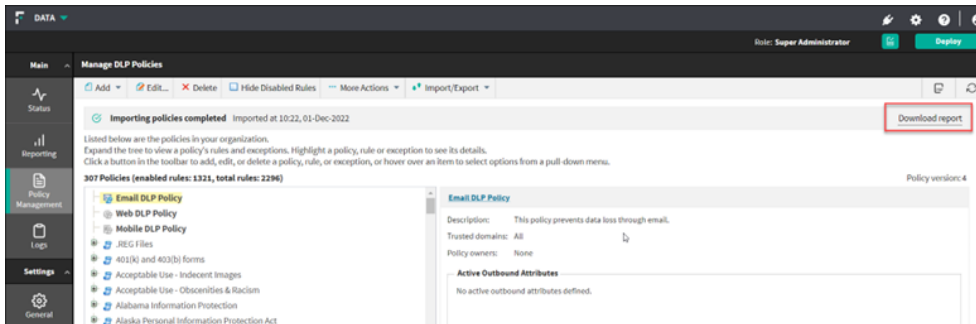 DATA
Role: Super Administrator
Deploy
Main
Manage DLP Policies
Add
Edit...
Delete
Hide Disabled Rules
More Actions
Import/Export
Status
Importing policies completed Imported at 10:22, 01-Dec-2022
Download report
Listed below are the policies in your organization.
Expand the tree to view a policy's rules and exceptions. Highlight a policy, rule or exception to see its details.
Click a button in the toolbar to add, edit, or delete a policy, rule, or exception, or hover over an item to select options from a pull-down menu.
Reporting
307 Policies (enabled rules: 1321, total rules: 2296)
Policy version: 4
Policy Management
Email DLP Policy
Web DLP Policy
Mobile DLP Policy
.REG Files
401(k) and 403(b) forms
Acceptable Use - Indecent Images
Acceptable Use - Obscenities & Racism
Alabama Information Protection
Alaska Personal Information Protection Act
Email DLP Policy
Description: This policy prevents data loss through email.
Trusted domains: All
Policy owners: None
Active Outbound Attributes
No active outbound attributes defined.
Logs
Settings
General